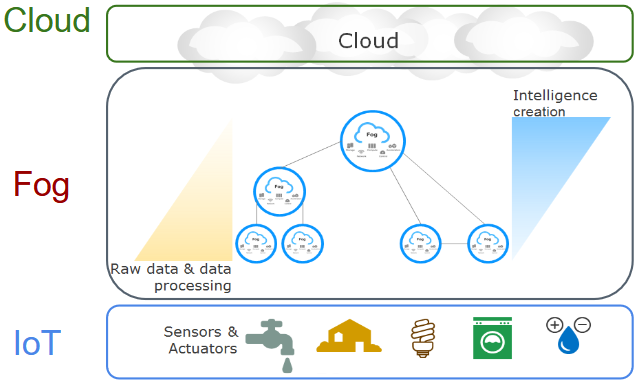 Cloud
Cloud
Intelligence
creation
Fog
Fog
Fog
Fog
Fog
Fog
Fog
Raw data & data
processing
IoT
Sensors &
Actuators